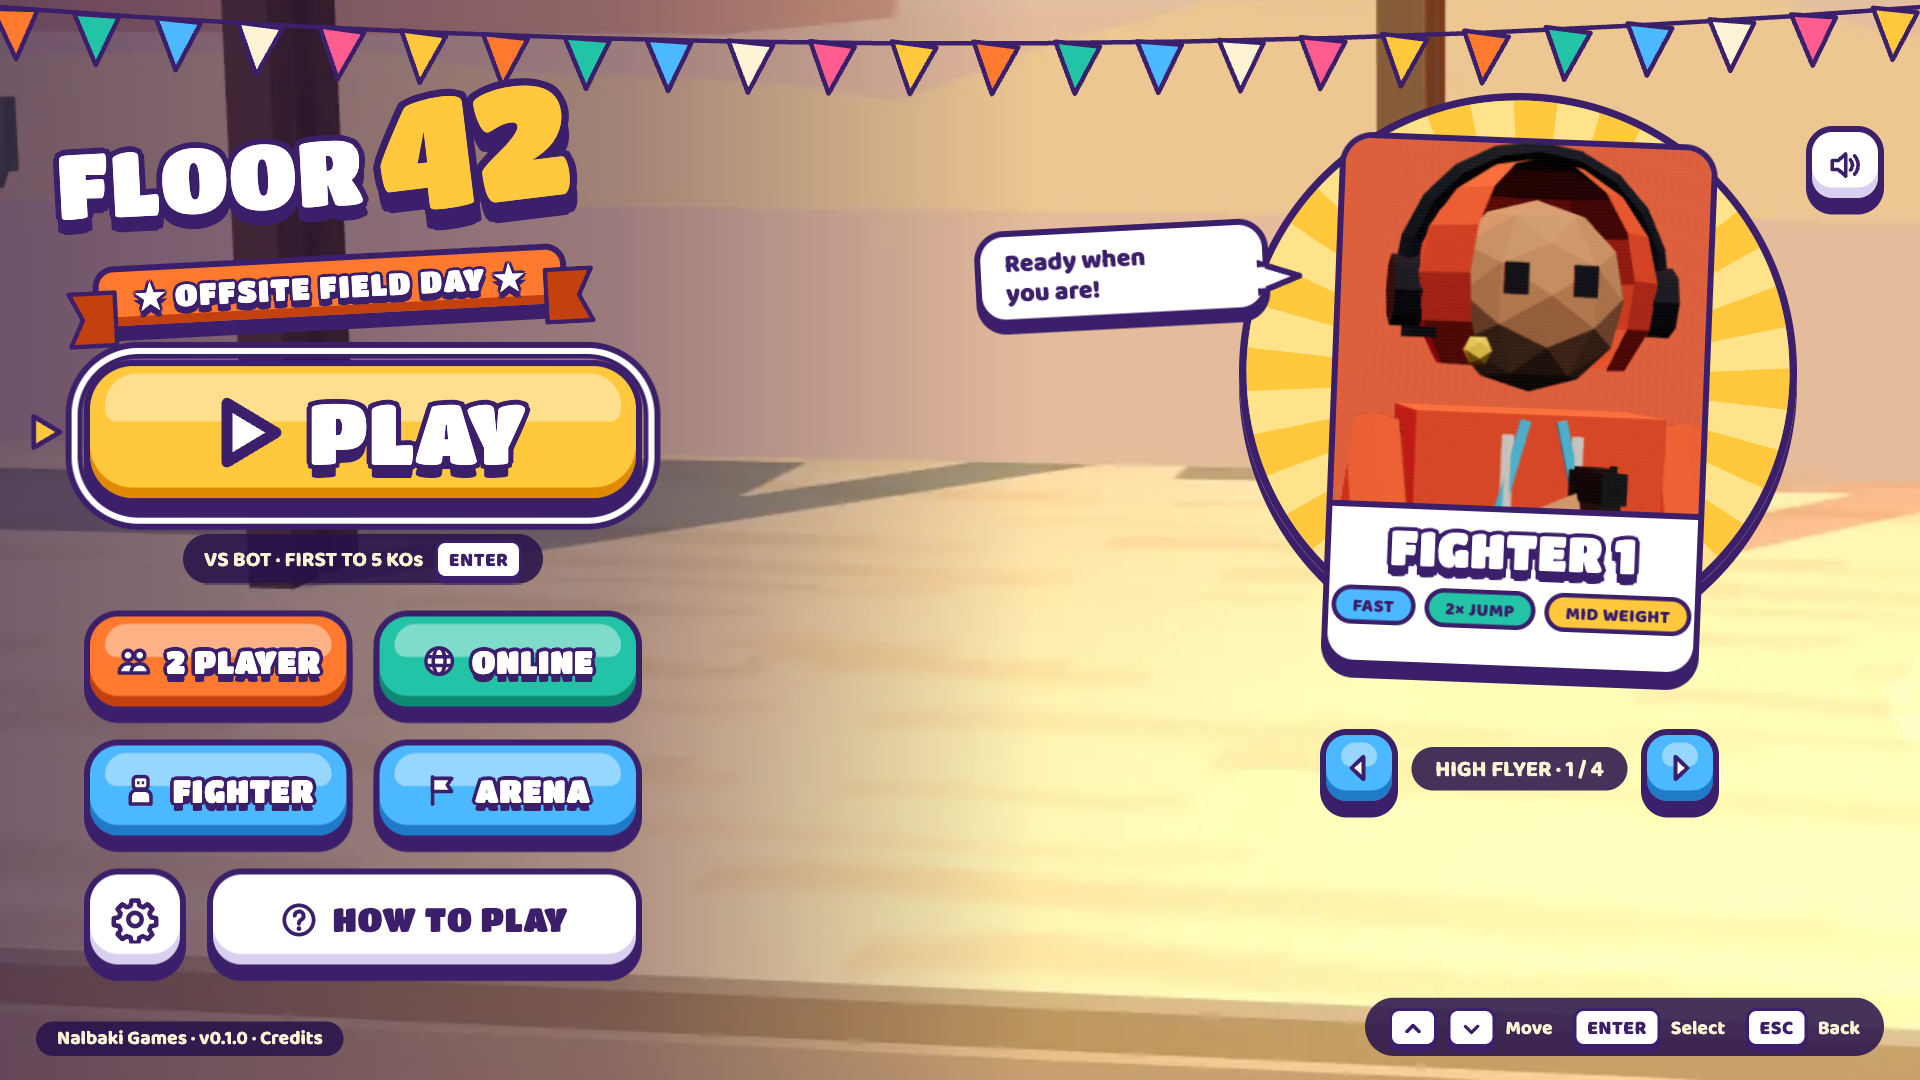 FLOOR 42
OFFSITE FIELD DAY
PLAY
VS BOT · FIRST TO 5 KOs ENTER
2 PLAYER
ONLINE
FIGHTER
ARENA
HOW TO PLAY
Nalbaki Games · v0.1.0 · Credits
Ready when
you are!
FIGHTER 1
FAST 2× JUMP MID WEIGHT
HIGH FLYER · 1 / 4
Move ENTER Select ESC Back